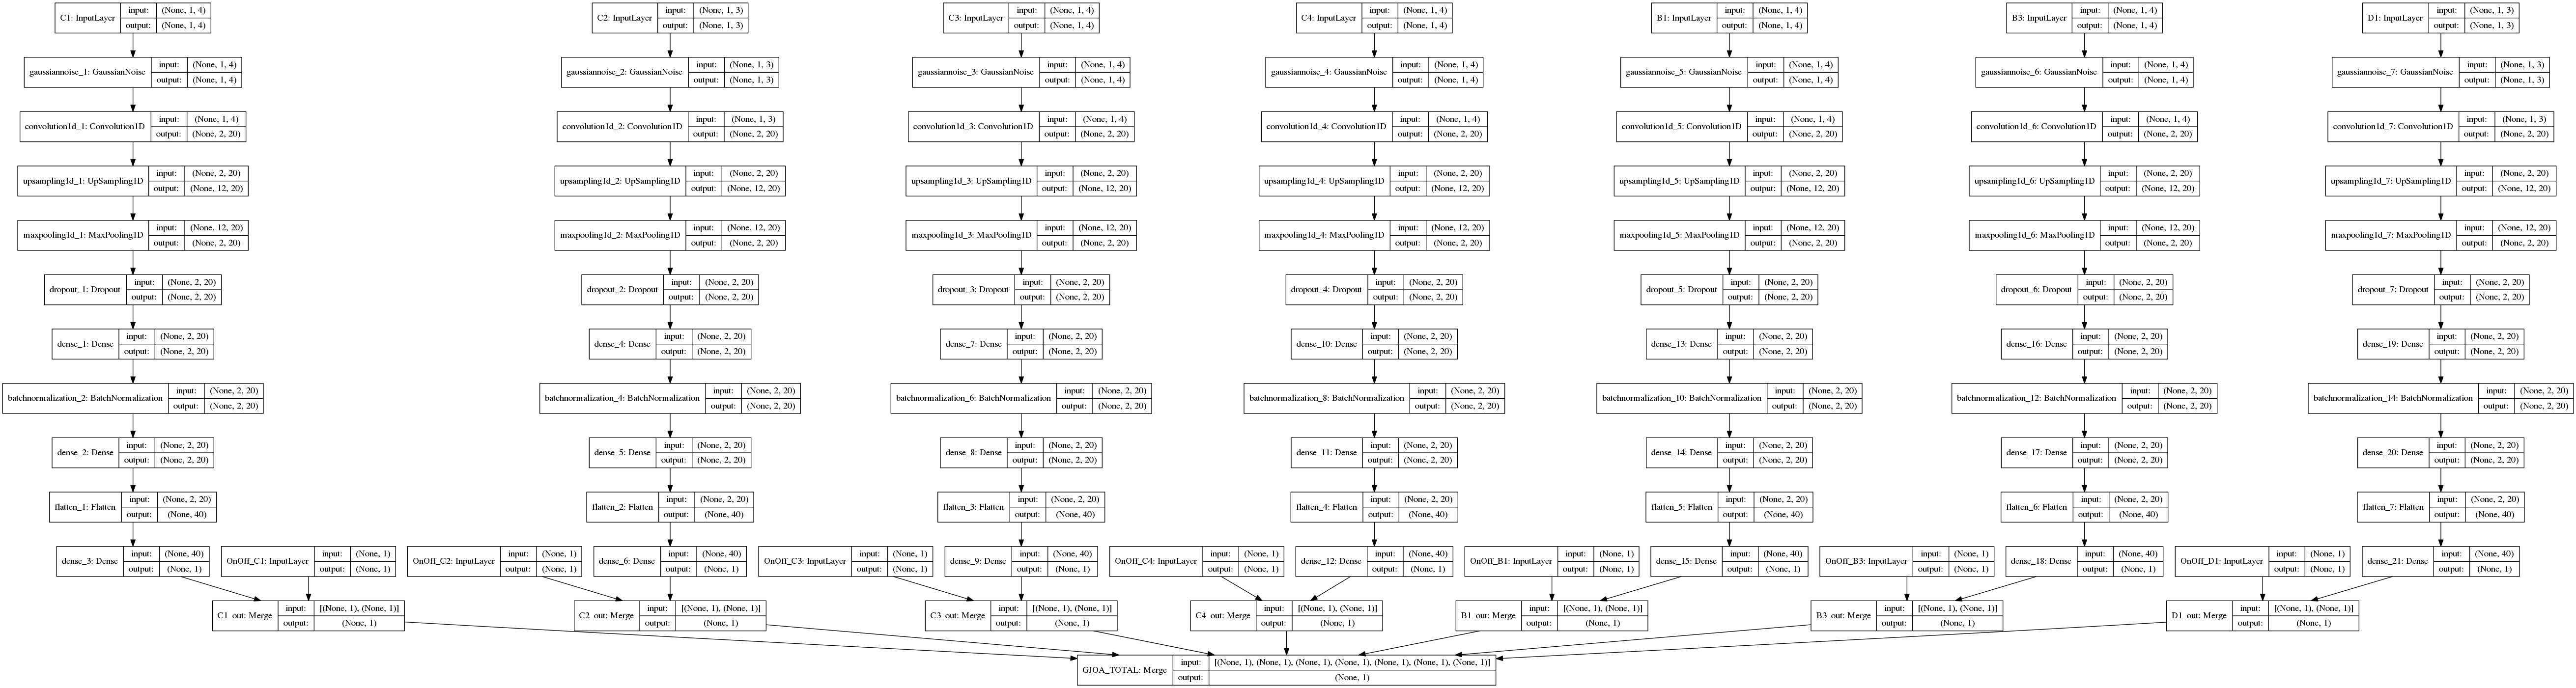 C1: InputLayer input: (None, 1, 4) output: (None, 1, 4)
C2: InputLayer input: (None, 1, 3) output: (None, 1, 3)
C3: InputLayer input: (None, 1, 4) output: (None, 1, 4)
C4: InputLayer input: (None, 1, 4) output: (None, 1, 4)
B1: InputLayer input: (None, 1, 4) output: (None, 1, 4)
B3: InputLayer input: (None, 1, 4) output: (None, 1, 4)
D1: InputLayer input: (None, 1, 3) output: (None, 1, 3)
gaussiannoise_1: GaussianNoise input: (None, 1, 4) output: (None, 1, 4)
gaussiannoise_2: GaussianNoise input: (None, 1, 3) output: (None, 1, 3)
gaussiannoise_3: GaussianNoise input: (None, 1, 4) output: (None, 1, 4)
gaussiannoise_4: GaussianNoise input: (None, 1, 4) output: (None, 1, 4)
gaussiannoise_5: GaussianNoise input: (None, 1, 4) output: (None, 1, 4)
gaussiannoise_6: GaussianNoise input: (None, 1, 4) output: (None, 1, 4)
gaussiannoise_7: GaussianNoise input: (None, 1, 3) output: (None, 1, 3)
convolution1d_1: Convolution1D input: (None, 1, 4) output: (None, 2, 20)
convolution1d_2: Convolution1D input: (None, 1, 3) output: (None, 2, 20)
convolution1d_3: Convolution1D input: (None, 1, 4) output: (None, 2, 20)
convolution1d_4: Convolution1D input: (None, 1, 4) output: (None, 2, 20)
convolution1d_5: Convolution1D input: (None, 1, 4) output: (None, 2, 20)
convolution1d_6: Convolution1D input: (None, 1, 4) output: (None, 2, 20)
convolution1d_7: Convolution1D input: (None, 1, 3) output: (None, 2, 20)
upsampling1d_1: UpSampling1D input: (None, 2, 20) output: (None, 12, 20)
upsampling1d_2: UpSampling1D input: (None, 2, 20) output: (None, 12, 20)
upsampling1d_3: UpSampling1D input: (None, 2, 20) output: (None, 12, 20)
upsampling1d_4: UpSampling1D input: (None, 2, 20) output: (None, 12, 20)
upsampling1d_5: UpSampling1D input: (None, 2, 20) output: (None, 12, 20)
upsampling1d_6: UpSampling1D input: (None, 2, 20) output: (None, 12, 20)
upsampling1d_7: UpSampling1D input: (None, 2, 20) output: (None, 12, 20)
maxpooling1d_1: MaxPooling1D input: (None, 12, 20) output: (None, 2, 20)
maxpooling1d_2: MaxPooling1D input: (None, 12, 20) output: (None, 2, 20)
maxpooling1d_3: MaxPooling1D input: (None, 12, 20) output: (None, 2, 20)
maxpooling1d_4: MaxPooling1D input: (None, 12, 20) output: (None, 2, 20)
maxpooling1d_5: MaxPooling1D input: (None, 12, 20) output: (None, 2, 20)
maxpooling1d_6: MaxPooling1D input: (None, 12, 20) output: (None, 2, 20)
maxpooling1d_7: MaxPooling1D input: (None, 12, 20) output: (None, 2, 20)
dropout_1: Dropout input: (None, 2, 20) output: (None, 2, 20)
dropout_2: Dropout input: (None, 2, 20) output: (None, 2, 20)
dropout_3: Dropout input: (None, 2, 20) output: (None, 2, 20)
dropout_4: Dropout input: (None, 2, 20) output: (None, 2, 20)
dropout_5: Dropout input: (None, 2, 20) output: (None, 2, 20)
dropout_6: Dropout input: (None, 2, 20) output: (None, 2, 20)
dropout_7: Dropout input: (None, 2, 20) output: (None, 2, 20)
dense_1: Dense input: (None, 2, 20) output: (None, 2, 20)
dense_4: Dense input: (None, 2, 20) output: (None, 2, 20)
dense_7: Dense input: (None, 2, 20) output: (None, 2, 20)
dense_10: Dense input: (None, 2, 20) output: (None, 2, 20)
dense_13: Dense input: (None, 2, 20) output: (None, 2, 20)
dense_16: Dense input: (None, 2, 20) output: (None, 2, 20)
dense_19: Dense input: (None, 2, 20) output: (None, 2, 20)
batchnormalization_2: BatchNormalization input: (None, 2, 20) output: (None, 2, 20)
batchnormalization_4: BatchNormalization input: (None, 2, 20) output: (None, 2, 20)
batchnormalization_6: BatchNormalization input: (None, 2, 20) output: (None, 2, 20)
batchnormalization_8: BatchNormalization input: (None, 2, 20) output: (None, 2, 20)
batchnormalization_10: BatchNormalization input: (None, 2, 20) output: (None, 2, 20)
batchnormalization_12: BatchNormalization input: (None, 2, 20) output: (None, 2, 20)
batchnormalization_14: BatchNormalization input: (None, 2, 20) output: (None, 2, 20)
dense_2: Dense input: (None, 2, 20) output: (None, 2, 20)
dense_5: Dense input: (None, 2, 20) output: (None, 2, 20)
dense_8: Dense input: (None, 2, 20) output: (None, 2, 20)
dense_11: Dense input: (None, 2, 20) output: (None, 2, 20)
dense_14: Dense input: (None, 2, 20) output: (None, 2, 20)
dense_17: Dense input: (None, 2, 20) output: (None, 2, 20)
dense_20: Dense input: (None, 2, 20) output: (None, 2, 20)
flatten_1: Flatten input: (None, 2, 20) output: (None, 40)
flatten_2: Flatten input: (None, 2, 20) output: (None, 40)
flatten_3: Flatten input: (None, 2, 20) output: (None, 40)
flatten_4: Flatten input: (None, 2, 20) output: (None, 40)
flatten_5: Flatten input: (None, 2, 20) output: (None, 40)
flatten_6: Flatten input: (None, 2, 20) output: (None, 40)
flatten_7: Flatten input: (None, 2, 20) output: (None, 40)
dense_3: Dense input: (None, 40) output: (None, 1)
OnOff_C1: InputLayer input: (None, 1) output: (None, 1)
OnOff_C2: InputLayer input: (None, 1) output: (None, 1)
dense_6: Dense input: (None, 40) output: (None, 1)
OnOff_C3: InputLayer input: (None, 1) output: (None, 1)
dense_9: Dense input: (None, 40) output: (None, 1)
OnOff_C4: InputLayer input: (None, 1) output: (None, 1)
dense_12: Dense input: (None, 40) output: (None, 1)
OnOff_B1: InputLayer input: (None, 1) output: (None, 1)
dense_15: Dense input: (None, 40) output: (None, 1)
OnOff_B3: InputLayer input: (None, 1) output: (None, 1)
dense_18: Dense input: (None, 40) output: (None, 1)
OnOff_D1: InputLayer input: (None, 1) output: (None, 1)
dense_21: Dense input: (None, 40) output: (None, 1)
C1_out: Merge input: [(None, 1), (None, 1)] output: (None, 1)
C2_out: Merge input: [(None, 1), (None, 1)] output: (None, 1)
C3_out: Merge input: [(None, 1), (None, 1)] output: (None, 1)
C4_out: Merge input: [(None, 1), (None, 1)] output: (None, 1)
B1_out: Merge input: [(None, 1), (None, 1)] output: (None, 1)
B3_out: Merge input: [(None, 1), (None, 1)] output: (None, 1)
D1_out: Merge input: [(None, 1), (None, 1)] output: (None, 1)
GJOA_TOTAL: Merge input: [(None, 1), (None, 1), (None, 1), (None, 1), (None, 1), (None, 1), (None, 1)] output: (None, 1)